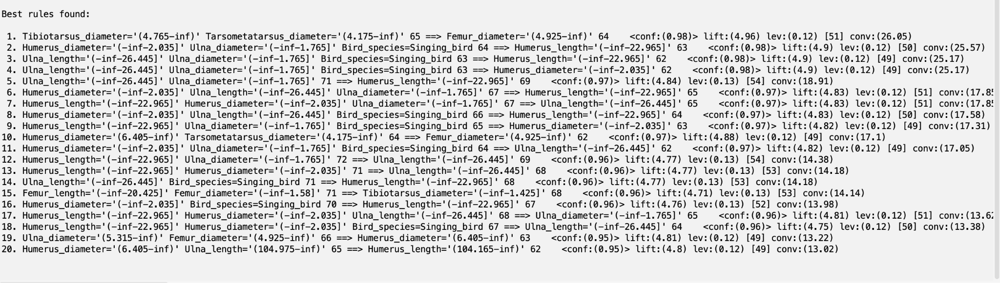 Best rules found:
1. Tibiotarsus_diameter='(4.765-inf)' Tarsometatarsus_diameter='(4.175-inf)' 65 ==> Femur_diameter='(4.925-inf)' 64 <conf:(0.98)> lift:(4.96) lev:(0.12) [51] conv:(26.05)
2. Humerus_diameter='(-inf-2.035]' Ulna_diameter='(-inf-1.765]' Bird_species=Singing_bird 64 ==> Humerus_length='(-inf-22.965]' 63 <conf:(0.98)> lift:(4.9) lev:(0.12) [50] conv:(25.57)
3. Ulna_length='(-inf-26.445]' Ulna_diameter='(-inf-1.765]' Bird_species=Singing_bird 63 ==> Humerus_length='(-inf-22.965]' 62 <conf:(0.98)> lift:(4.9) lev:(0.12) [49] conv:(25.17)
4. Ulna_length='(-inf-26.445]' Ulna_diameter='(-inf-1.765]' Bird_species=Singing_bird 63 ==> Humerus_diameter='(-inf-2.035]' 62 <conf:(0.98)> lift:(4.9) lev:(0.12) [49] conv:(25.17)
5. Ulna_length='(-inf-26.445]' Ulna_diameter='(-inf-1.765]' 71 ==> Humerus_length='(-inf-22.965]' 69 <conf:(0.97)> lift:(4.84) lev:(0.13) [54] conv:(18.91)
6. Humerus_diameter='(-inf-2.035]' Ulna_length='(-inf-26.445]' Ulna_diameter='(-inf-1.765]' 67 ==> Humerus_length='(-inf-22.965]' 65 <conf:(0.97)> lift:(4.83) lev:(0.12) [51] conv:(17.85
7. Humerus_length='(-inf-22.965]' Humerus_diameter='(-inf-2.035]' Ulna_diameter='(-inf-1.765]' 67 ==> Ulna_length='(-inf-26.445]' 65 <conf:(0.97)> lift:(4.83) lev:(0.12) [51] conv:(17.85
8. Humerus_diameter='(-inf-2.035]' Ulna_length='(-inf-26.445]' Bird_species=Singing_bird 66 ==> Humerus_length='(-inf-22.965]' 64 <conf:(0.97)> lift:(4.83) lev:(0.12) [50] conv:(17.58)
9. Humerus_length='(-inf-22.965]' Ulna_diameter='(-inf-1.765]' Bird_species=Singing_bird 65 ==> Humerus_diameter='(-inf-2.035]' 63 <conf:(0.97)> lift:(4.82) lev:(0.12) [49] conv:(17.31)
10. Humerus_diameter='(6.405-inf)' Tarsometatarsus_diameter='(4.175-inf)' 64 ==> Femur_diameter='(4.925-inf)' 62 <conf:(0.97)> lift:(4.88) lev:(0.12) [49] conv:(17.1)
11. Humerus_diameter='(-inf-2.035]' Ulna_diameter='(-inf-1.765]' Bird_species=Singing_bird 64 ==> Ulna_length='(-inf-26.445]' 62 <conf:(0.97)> lift:(4.82) lev:(0.12) [49] conv:(17.05)
12. Humerus_length='(-inf-22.965]' Ulna_diameter='(-inf-1.765]' 72 ==> Ulna_length='(-inf-26.445]' 69 <conf:(0.96)> lift:(4.77) lev:(0.13) [54] conv:(14.38)
13. Humerus_length='(-inf-22.965]' Humerus_diameter='(-inf-2.035]' 71 ==> Ulna_length='(-inf-26.445]' 68 <conf:(0.96)> lift:(4.77) lev:(0.13) [53] conv:(14.18)
14. Ulna_length='(-inf-26.445]' Bird_species=Singing_bird 71 ==> Humerus_length='(-inf-22.965]' 68 <conf:(0.96)> lift:(4.77) lev:(0.13) [53] conv:(14.18)
15. Femur_length='(-inf-20.425]' Femur_diameter='(-inf-1.58]' 71 ==> Tibiotarsus_diameter='(-inf-1.425]' 68 <conf:(0.96)> lift:(4.71) lev:(0.13) [53] conv:(14.14)
16. Humerus_diameter='(-inf-2.035]' Bird_species=Singing_bird 70 ==> Humerus_length='(-inf-22.965]' 67 <conf:(0.96)> lift:(4.76) lev:(0.13) [52] conv:(13.98)
17. Humerus_length='(-inf-22.965]' Humerus_diameter='(-inf-2.035]' Ulna_length='(-inf-26.445]' 68 ==> Ulna_diameter='(-inf-1.765]' 65 <conf:(0.96)> lift:(4.81) lev:(0.12) [51] conv:(13.62
18. Humerus_length='(-inf-22.965]' Humerus_diameter='(-inf-2.035]' Bird_species=Singing_bird 67 ==> Ulna_length='(-inf-26.445]' 64 <conf:(0.96)> lift:(4.75) lev:(0.12) [50] conv:(13.38)
19. Ulna_diameter='(5.315-inf)' Femur_diameter='(4.925-inf)' 66 ==> Humerus_diameter='(6.405-inf)' 63 <conf:(0.95)> lift:(4.81) lev:(0.12) [49] conv:(13.22)
20. Humerus_diameter='(6.405-inf)' Ulna_length='(104.975-inf)' 65 ==> Humerus_length='(104.165-inf)' 62 <conf:(0.95)> lift:(4.8) lev:(0.12) [49] conv:(13.02)